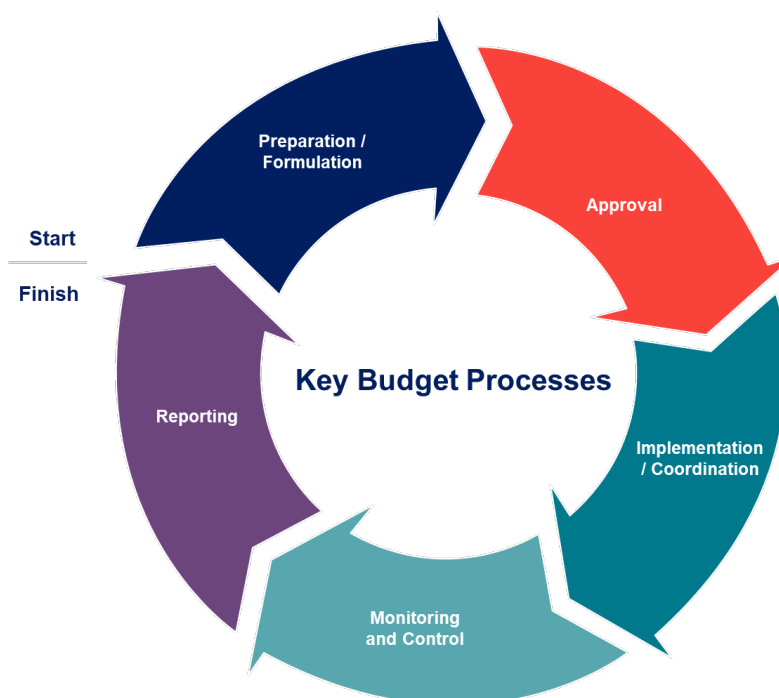 Preparation /
Formulation
Approval
Start
Finish
Key Budget Processes
Reporting
Implementation
/ Coordination
Monitoring
and Control